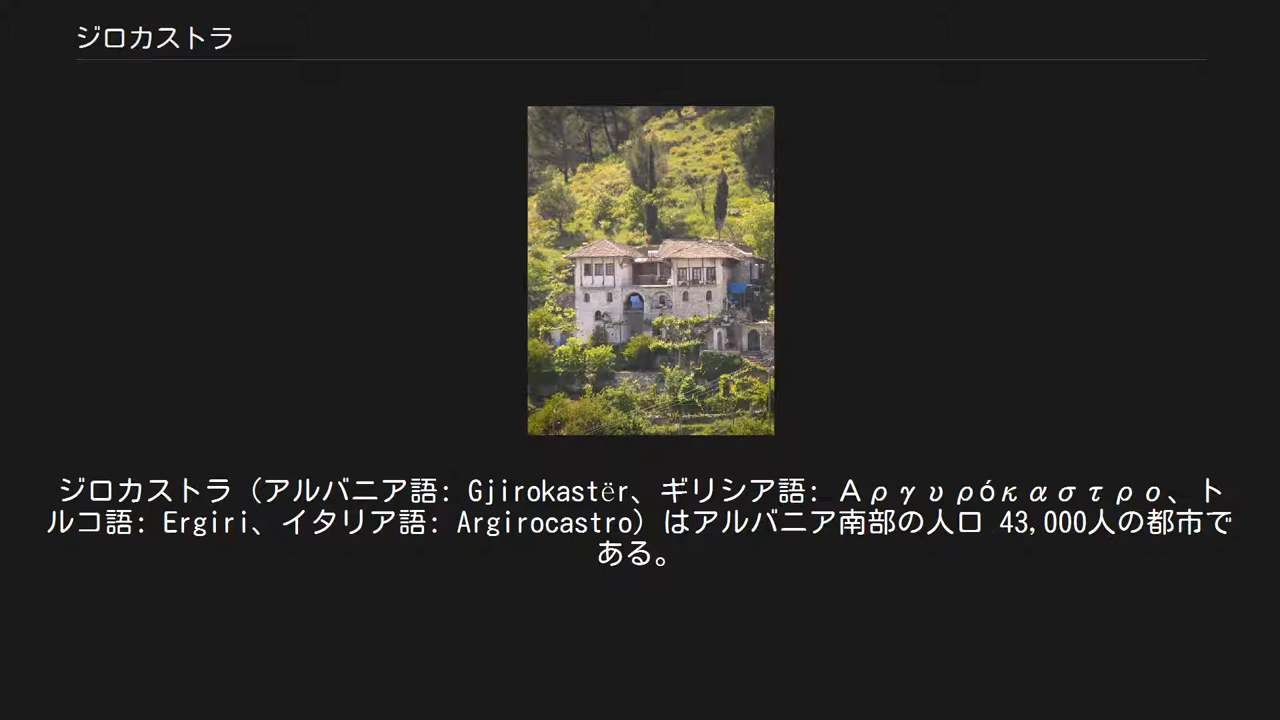 ジロカストラ
ジロカストラ（アルバニア語: Gjirokastër、ギリシア語: Αργυρόκαστρο、ト
ルコ語: Ergiri、イタリア語: Argirocastro）はアルバニア南部の人口 43,000人の都市で
ある。